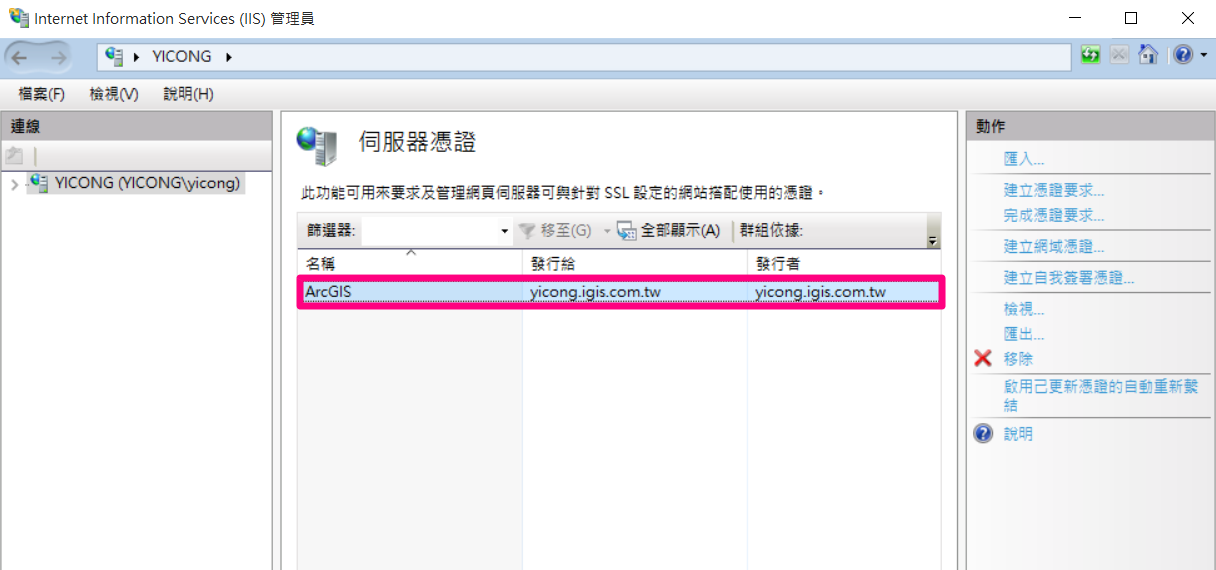 Internet Information Services (IIS) 管理員
YICONG
檔案(F) 檢視(V) 說明(H)
連線
YICONG (YICONG\yicong)
伺服器憑證
此功能可用來要求及管理網頁伺服器可與針對 SSL 設定的網站搭配使用的憑證。
篩選器: 移至(G) 全部顯示(A) 群組依據:
名稱 發行給 發行者
ArcGIS yicong.igis.com.tw yicong.igis.com.tw
動作
匯入...
建立憑證要求...
完成憑證要求...
建立網域憑證...
建立自我簽署憑證...
檢視...
匯出...
移除
啟用已更新憑證的自動重新繫
結
說明